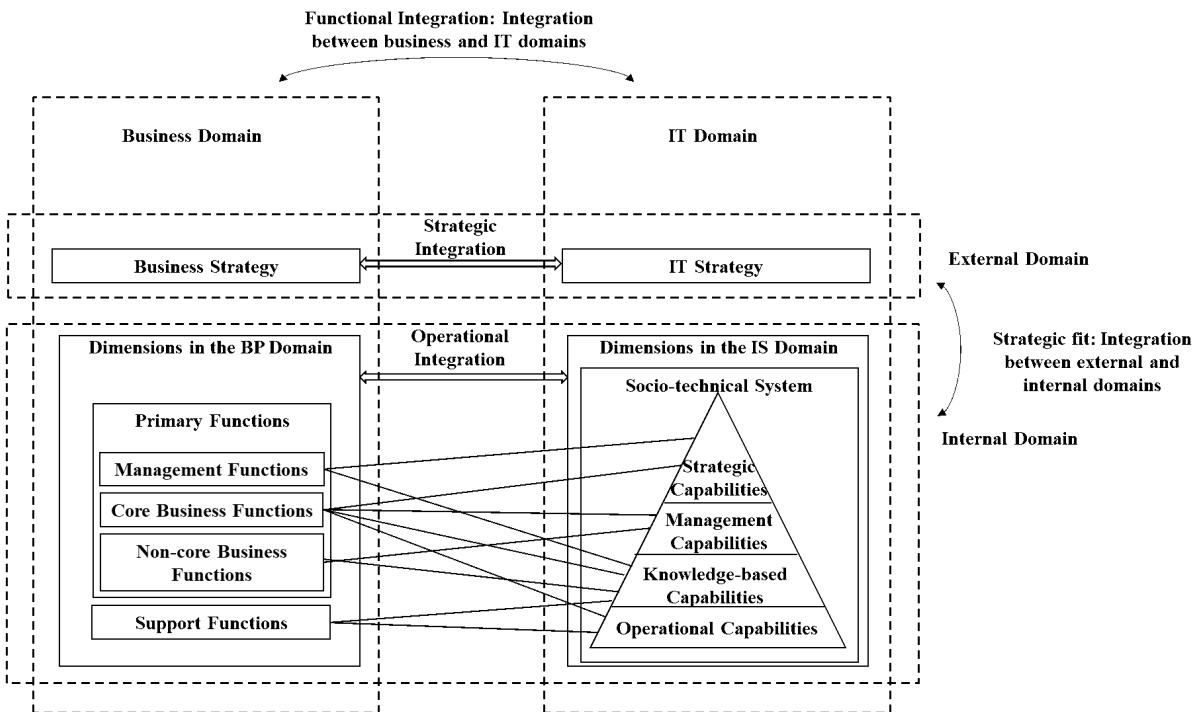 Functional Integration: Integration
between business and IT domains
Business Domain
IT Domain
Strategic
Integration
Business Strategy
IT Strategy
External Domain
Operational
Integration
Dimensions in the BP Domain
Dimensions in the IS Domain
Strategic fit: Integration
between external and
internal domains
Socio-technical System
Primary Functions
Internal Domain
Management Functions
Strategic
Capabilities
Core Business Functions
Management
Capabilities
Non-core Business
Functions
Knowledge-based
Capabilities
Support Functions
Operational Capabilities